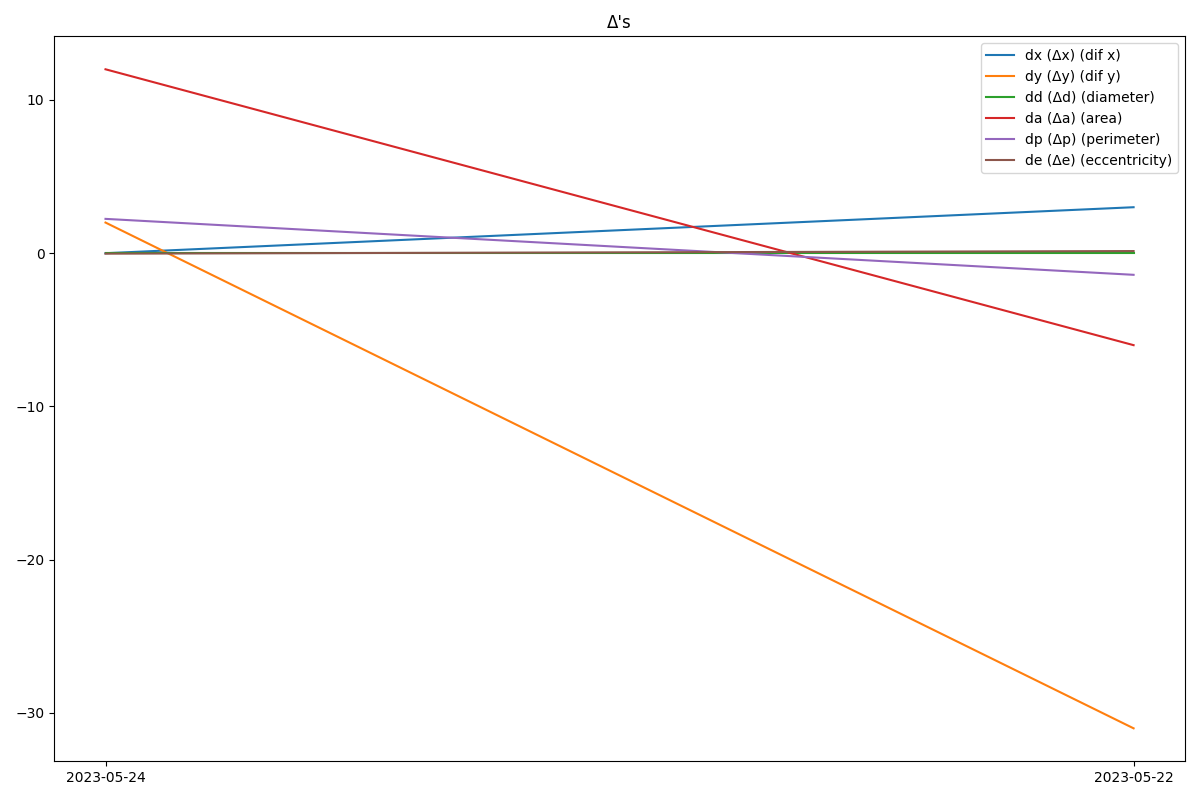 Δ's
dx (Δx) (dif x)
dy (Δy) (dif y)
dd (Δd) (diameter)
da (Δa) (area)
dp (Δp) (perimeter)
de (Δe) (eccentricity)
10
0
−10
−20
−30
2023-05-24
2023-05-22